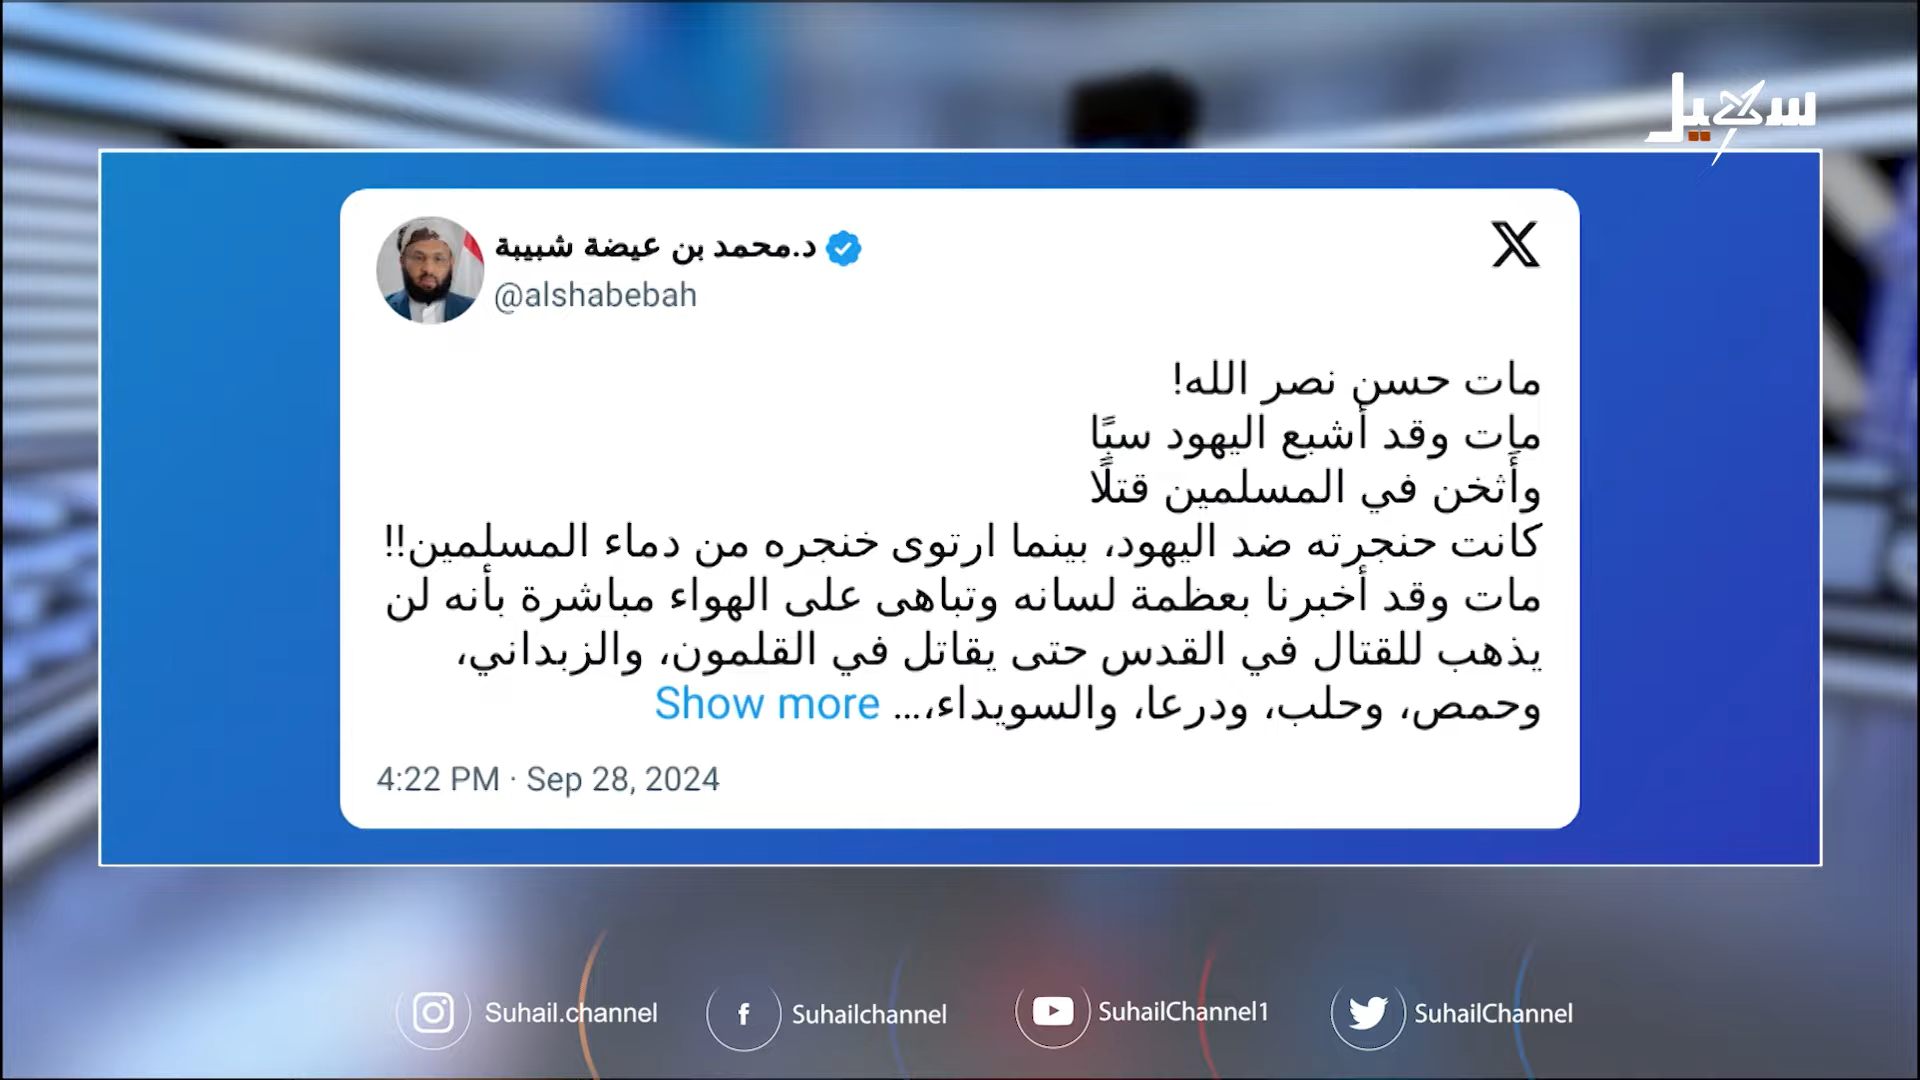 سهيل
د.محمد بن عيضة شبيبة
@alshabebah
مات حسن نصر الله!
مات وقد أشبع اليهود سبًا
وأثخن في المسلمين قتلًا
كانت حنجرته ضد اليهود، بينما ارتوى خنجره من دماء المسلمين!!
مات وقد أخبرنا بعظمة لسانه وتباهى على الهواء مباشرة بأنه لن
يذهب للقتال في القدس حتى يقاتل في القلمون، والزبداني،
وحمص، وحلب، ودرعا، والسويداء،... Show more
4:22 PM · Sep 28, 2024
Suhail.channel
Suhailchannel
SuhailChannel1
SuhailChannel